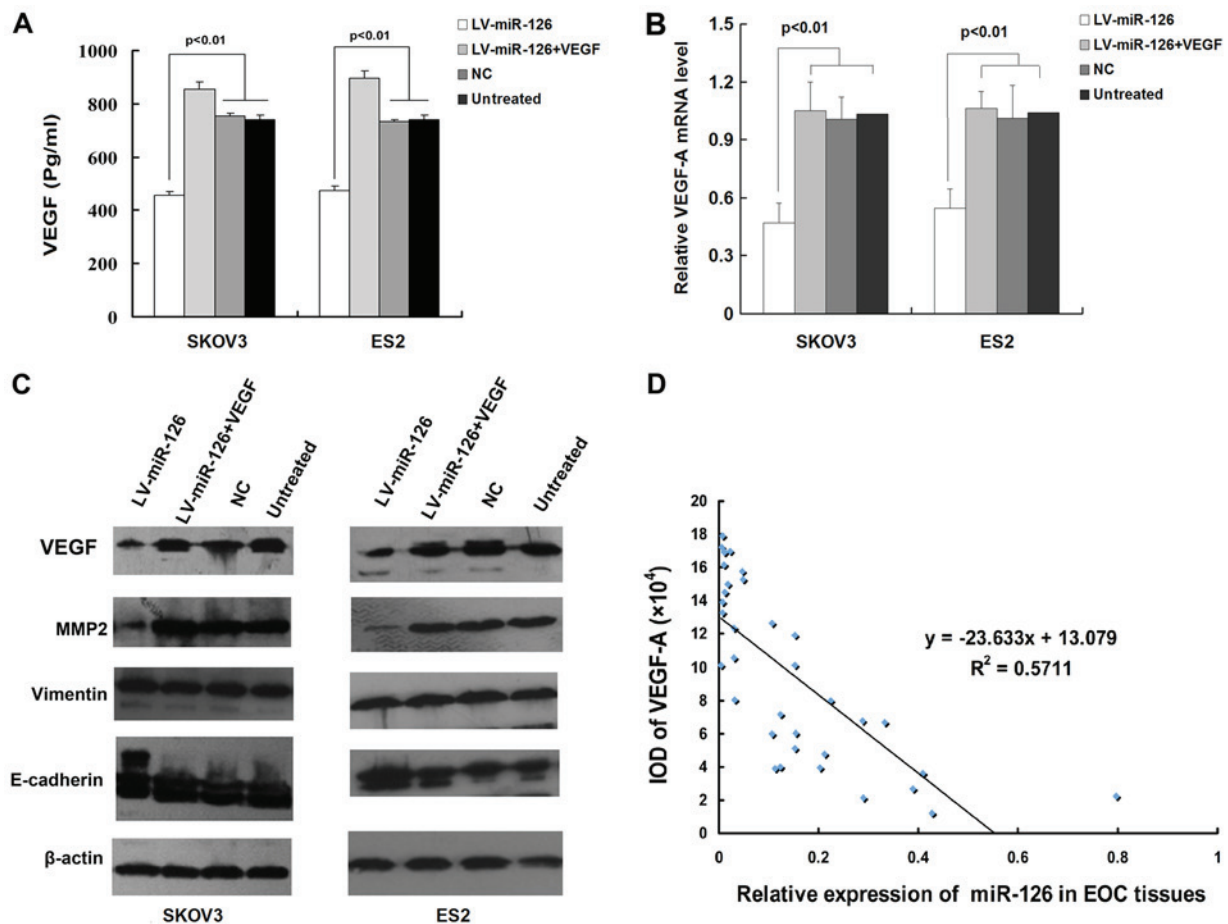 A
LV-miR-126
LV-miR-126+VEGF
NC
Untreated
p<0.01
p<0.01
VEGF (Pg/ml)
1000
800
600
400
200
0
SKOV3
ES2
B
LV-miR-126
LV-miR-126+VEGF
NC
Untreated
p<0.01
p<0.01
Relative VEGF-A mRNA level
1.5
1.2
0.9
0.6
0.3
0
SKOV3
ES2
C
LV-miR-126
LV-miR-126+VEGF
NC
Untreated
LV-miR-126
LV-miR-126+VEGF
NC
Untreated
VEGF
MMP2
Vimentin
E-cadherin
β-actin
SKOV3
ES2
D
IOD of VEGF-A (×10⁴)
20
18
16
14
12
10
8
6
4
2
0
y = -23.633x + 13.079
R² = 0.5711
0 0.2 0.4 0.6 0.8 1
Relative expression of miR-126 in EOC tissues